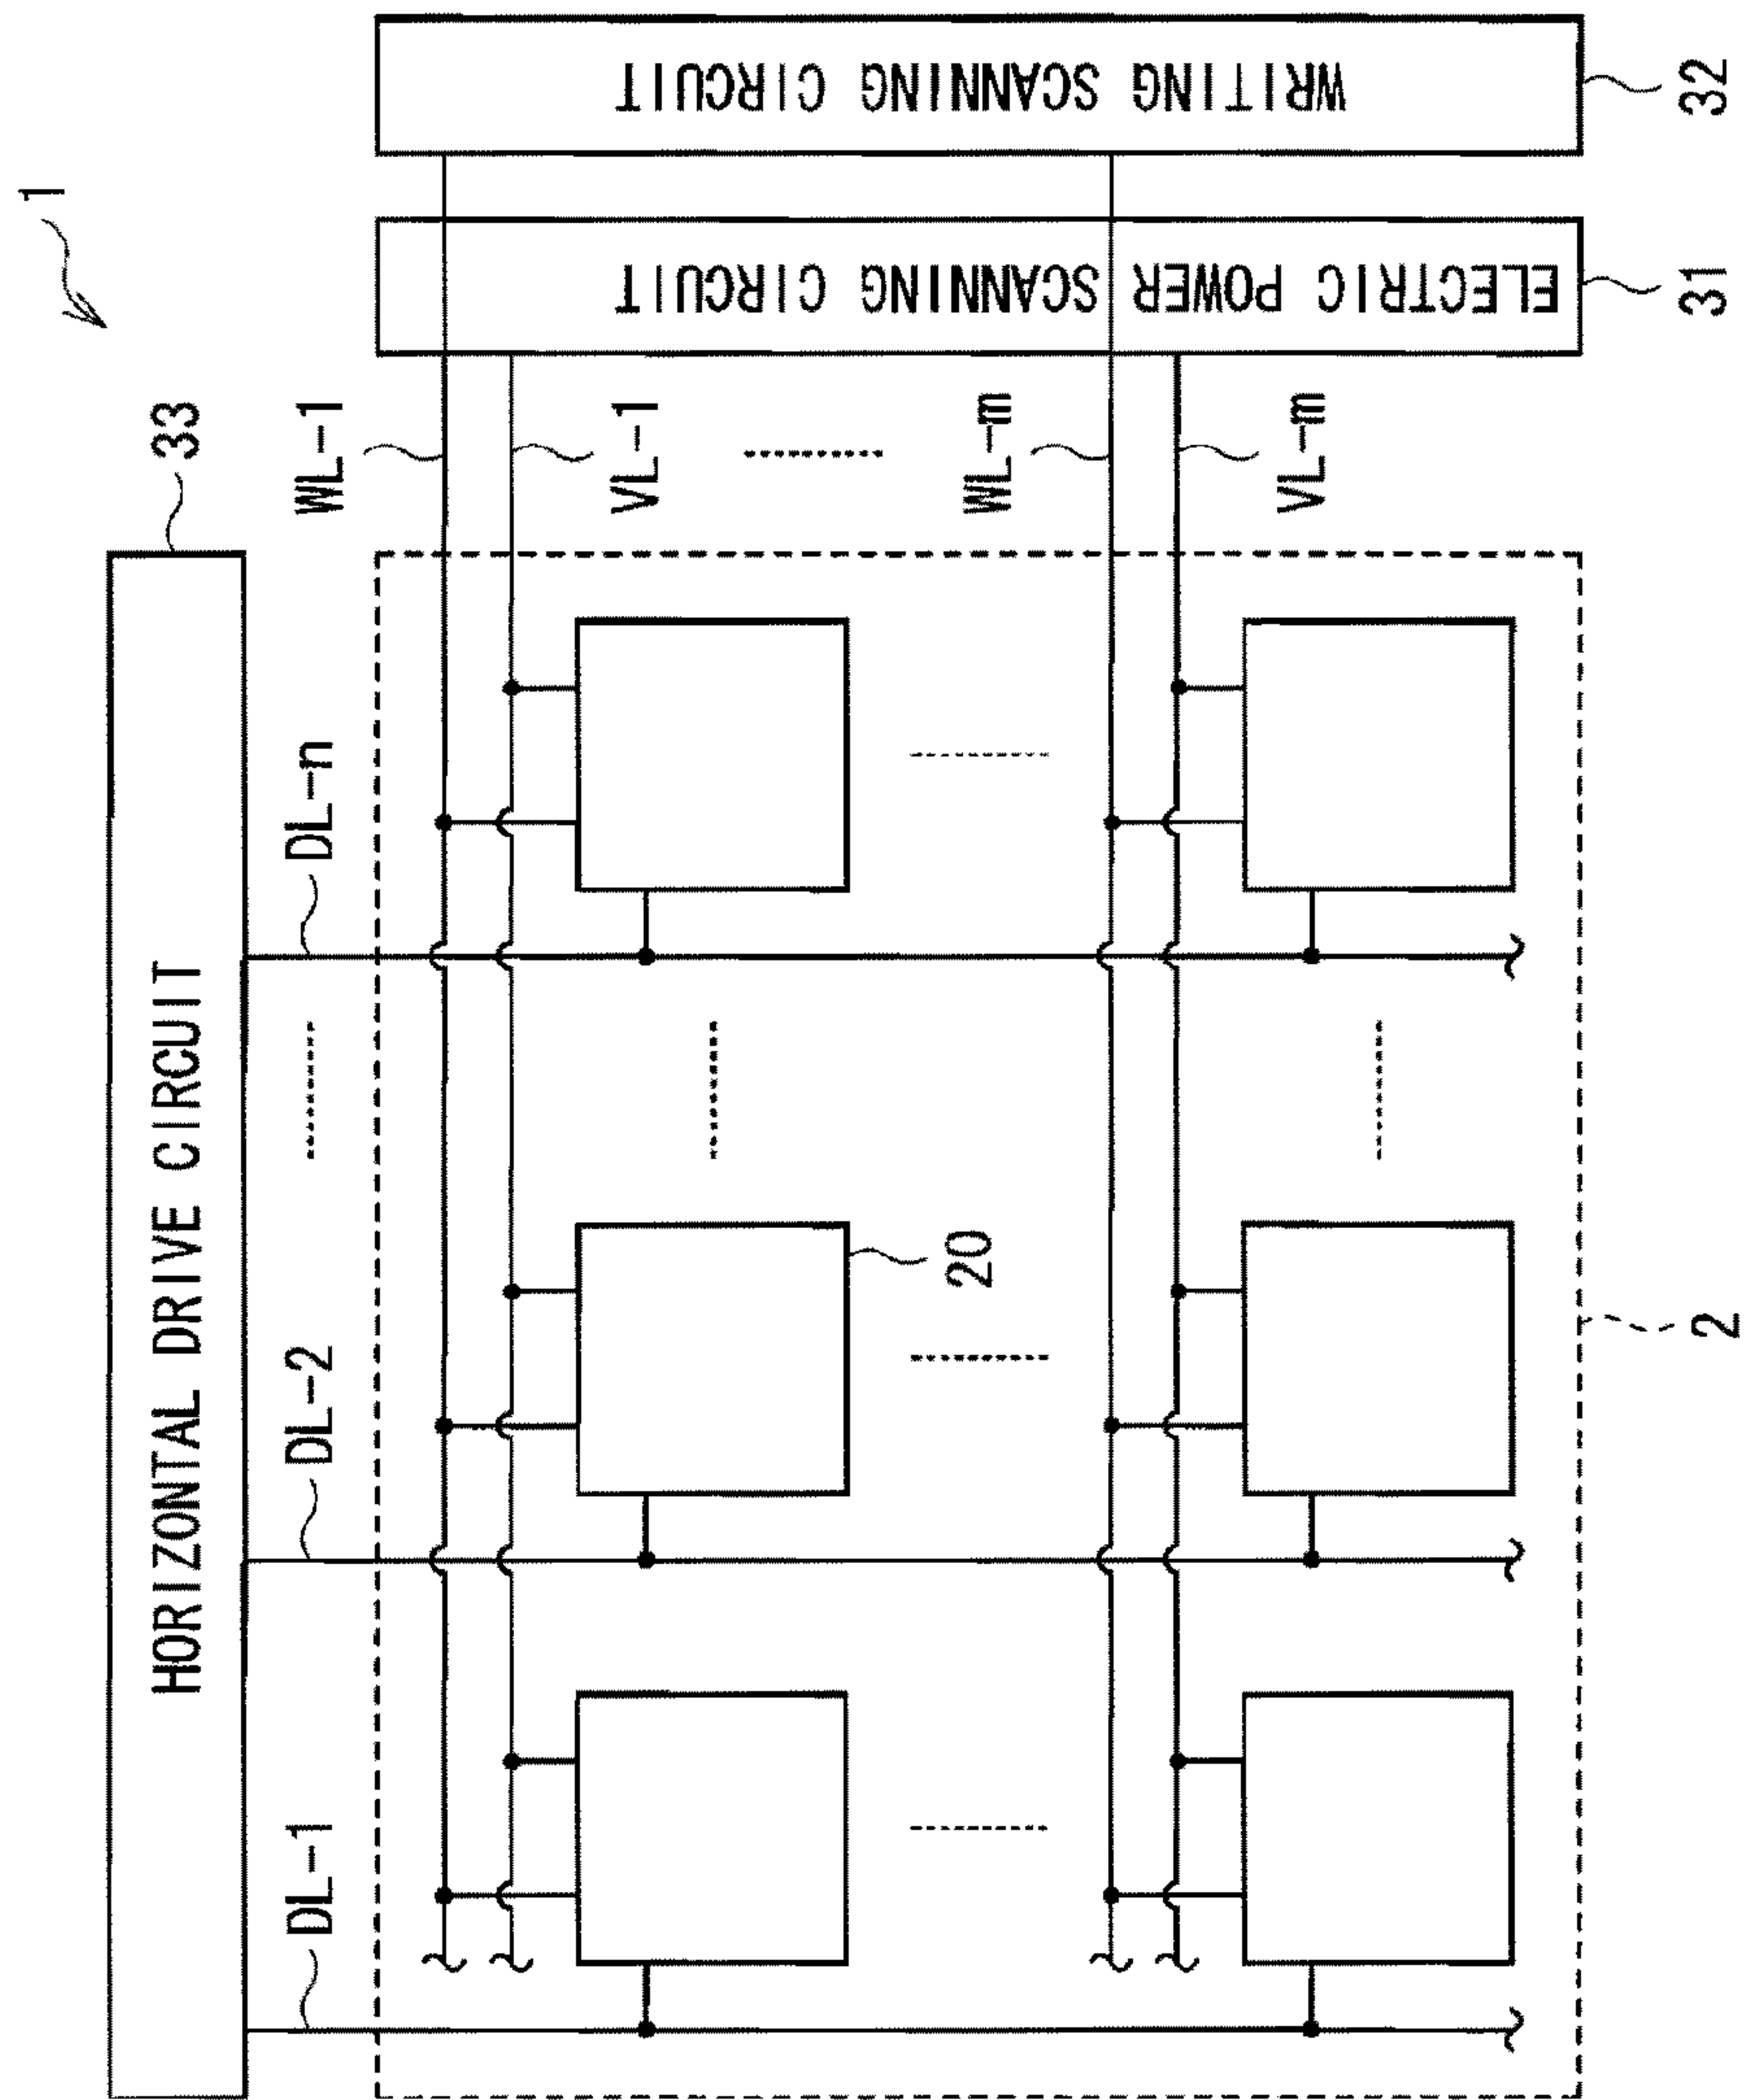 1
33
HORIZONTAL DRIVE CIRCUIT
DL-1
DL-2
DL-n
WL-1
VL-1
WL-m
VL-m
20
2
ELECTRIC POWER SCANNING CIRCUIT
31
WRITING SCANNING CIRCUIT
32